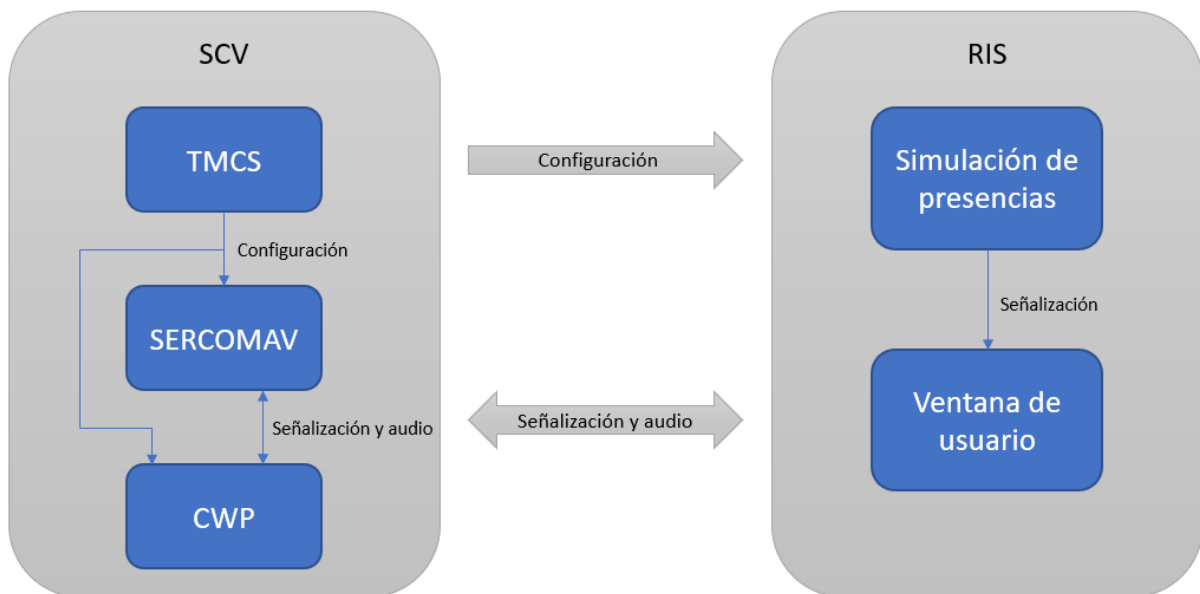 SCV
TMCS
Configuración
SERCOMAV
Señalización y audio
CWP
Configuración
Señalización y audio
RIS
Simulación de
presencias
Señalización
Ventana de
usuario